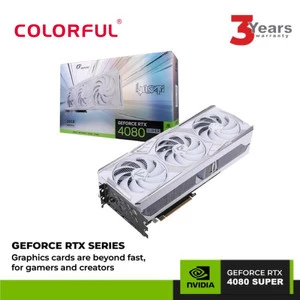 COLORFUL
3 Years
warranty
GEFORCE RTX
4080
GEFORCE RTX SERIES
Graphics cards are beyond fast,
for gamers and creators
NVIDIA
GEFORCE RTX
4080 SUPER